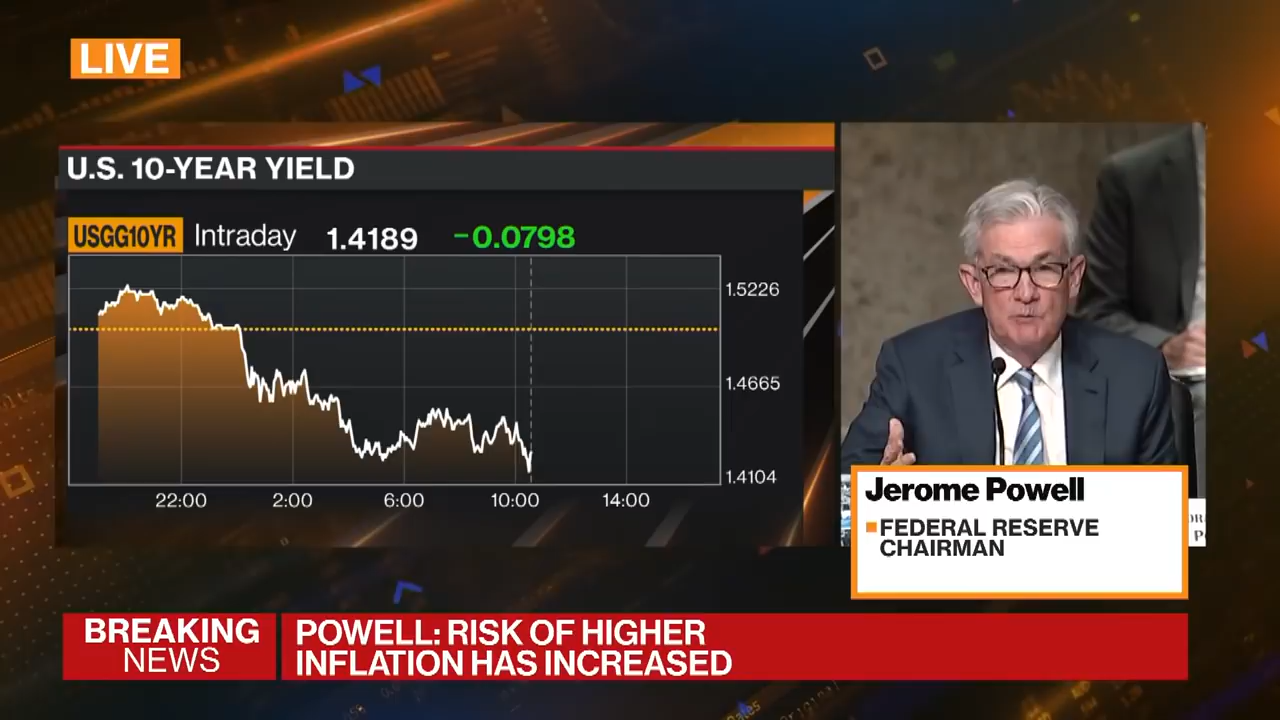 LIVE
U.S. 10-YEAR YIELD
USGG10YR Intraday 1.4189 -0.0798
1.5226
1.4665
1.4104
22:00 2:00 6:00 10:00 14:00
Jerome Powell
FEDERAL RESERVE
CHAIRMAN
BREAKING
NEWS
POWELL: RISK OF HIGHER
INFLATION HAS INCREASED